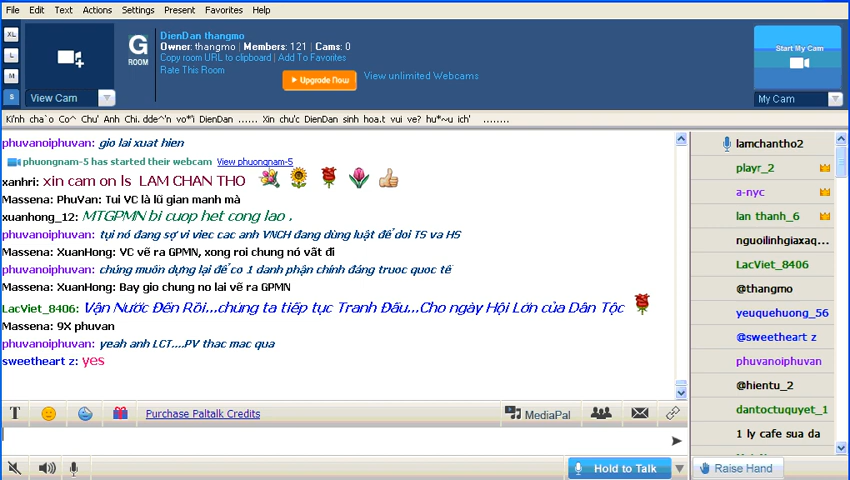 File Edit Text Actions Settings Present Favorites Help
XL
L
M
S
View Cam
G
ROOM
DienDan thangmo
Owner: thangmo | Members: 121 | Cams: 0
Copy room URL to clipboard | Add To Favorites
Rate This Room
Upgrade Now
View unlimited Webcams
Start My Cam
My Cam
Ki'nh cha`o Co^ Chu' Anh Chi. dde^'n vo*'i DienDan ...... Xin chu'c DienDan sinh hoa.t vui ve? hu*~u ich' ........
phuvanoiphuvan: gio lai xuat hien
phuongnam-5 has started their webcam View phuongnam-5
xanhri: xin cam on ls LAM CHAN THO
Massena: PhuVan: Tui VC là lũ gian manh mà
xuanhong_12: MTGPMN bi cuop het cong lao .
phuvanoiphuvan: tụi nó đang sợ vì viec cac anh VNCH đang dùng luật để doi TS va HS
Massena: XuanHong: VC vẽ ra GPMN, xong roi chung nó vất đi
phuvanoiphuvan: chúng muốn dựng lại để co 1 danh phận chính đáng truoc quoc tê
Massena: XuanHong: Bay gio chung no lai vẽ ra GPMN
LacViet_8406: Vận Nước Đến Rồi,,,chúng ta tiếp tục Tranh Đấu,,,Cho ngày Hội Lớn của Dân Tộc
Massena: 9X phuvan
phuvanoiphuvan: yeah anh LCT....PV thac mac qua
sweetheart z: yes
T
Purchase Paltalk Credits
MediaPal
Hold to Talk
lamchantho2
playr_2
a-nyc
lan thanh_6
nguoilinhgiaxaq...
LacViet_8406
@thangmo
yeuquehuong_56
@sweetheart z
phuvanoiphuvan
@hientu_2
dantoctuquyet_1
1 ly cafe sua da
Raise Hand